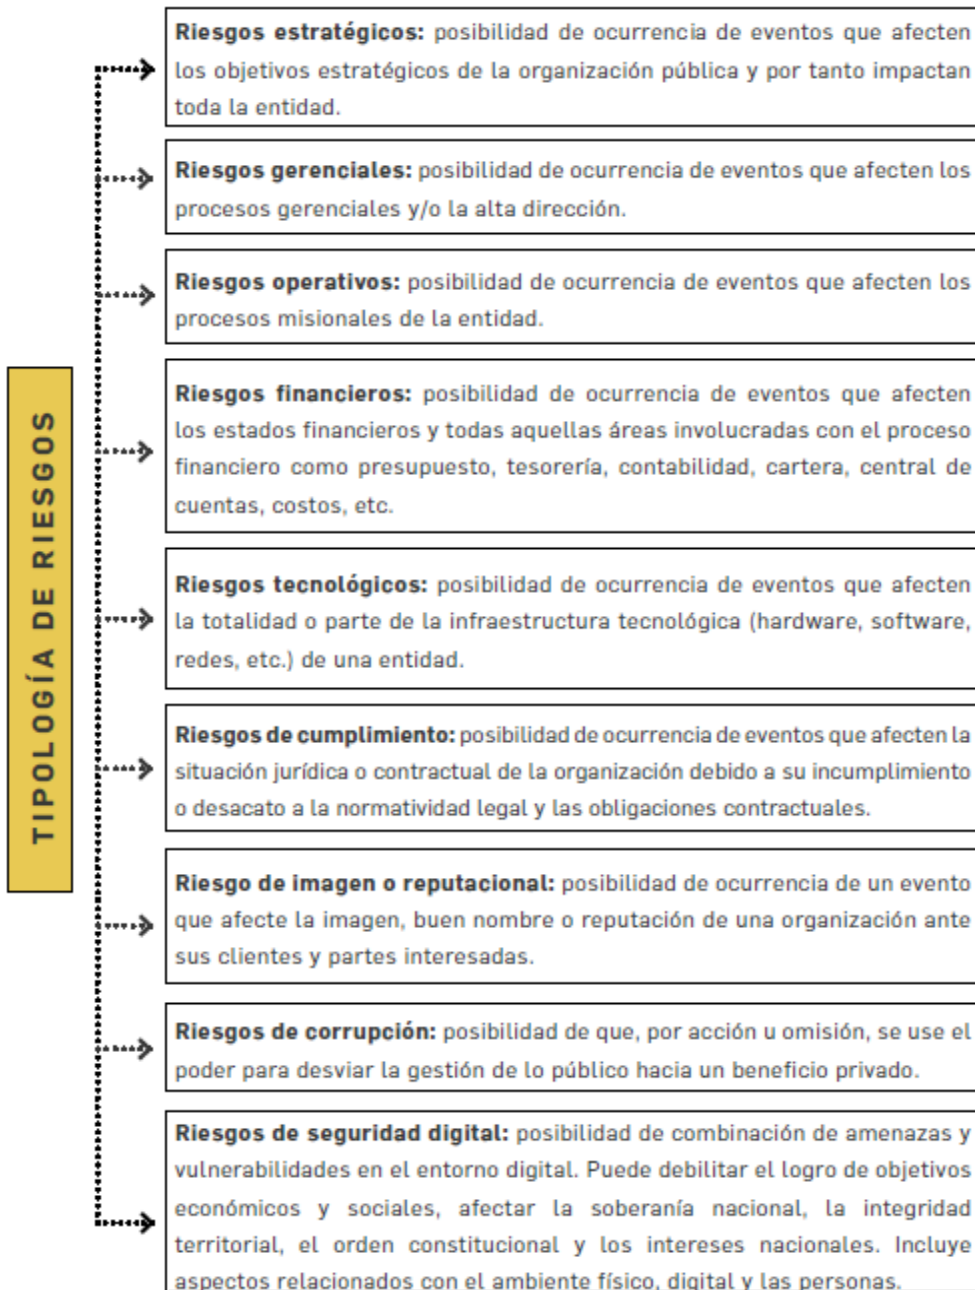 TIPOLOGÍA DE RIESGOS
Riesgos estratégicos: posibilidad de ocurrencia de eventos que afecten
los objetivos estratégicos de la organización pública y por tanto impactan
toda la entidad.
Riesgos gerenciales: posibilidad de ocurrencia de eventos que afecten los
procesos gerenciales y/o la alta dirección.
Riesgos operativos: posibilidad de ocurrencia de eventos que afecten los
procesos misionales de la entidad.
Riesgos financieros: posibilidad de ocurrencia de eventos que afecten
los estados financieros y todas aquellas áreas involucradas con el proceso
financiero como presupuesto, tesorería, contabilidad, cartera, central de
cuentas, costos, etc.
Riesgos tecnológicos: posibilidad de ocurrencia de eventos que afecten
la totalidad o parte de la infraestructura tecnológica (hardware, software,
redes, etc.) de una entidad.
Riesgos de cumplimiento: posibilidad de ocurrencia de eventos que afecten la
situación jurídica o contractual de la organización debido a su incumplimiento
o desacato a la normatividad legal y las obligaciones contractuales.
Riesgo de imagen o reputacional: posibilidad de ocurrencia de un evento
que afecte la imagen, buen nombre o reputación de una organización ante
sus clientes y partes interesadas.
Riesgos de corrupción: posibilidad de que, por acción u omisión, se use el
poder para desviar la gestión de lo público hacia un beneficio privado.
Riesgos de seguridad digital: posibilidad de combinación de amenazas y
vulnerabilidades en el entorno digital. Puede debilitar el logro de objetivos
económicos y sociales, afectar la soberanía nacional, la integridad
territorial, el orden constitucional y los intereses nacionales. Incluye
aspectos relacionados con el ambiente físico, digital y las personas.